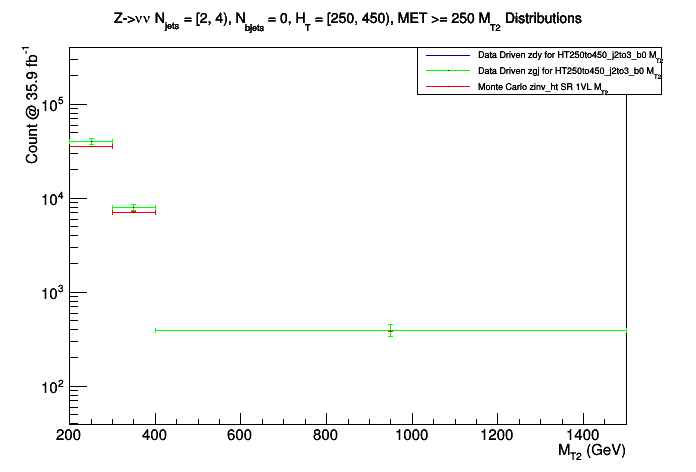 Z->νν N_jets = [2, 4), N_bjets = 0, H_T = [250, 450), MET >= 250 M_T2 Distributions
Data Driven zdy for HT250to450_j2to3_b0 M_T2
Data Driven zgj for HT250to450_j2to3_b0 M_T2
Monte Carlo zinv_ht SR 1VL M_T2
Count @ 35.9 fb^-1
10^5
10^4
10^3
10^2
200 400 600 800 1000 1200 1400
M_T2 (GeV)